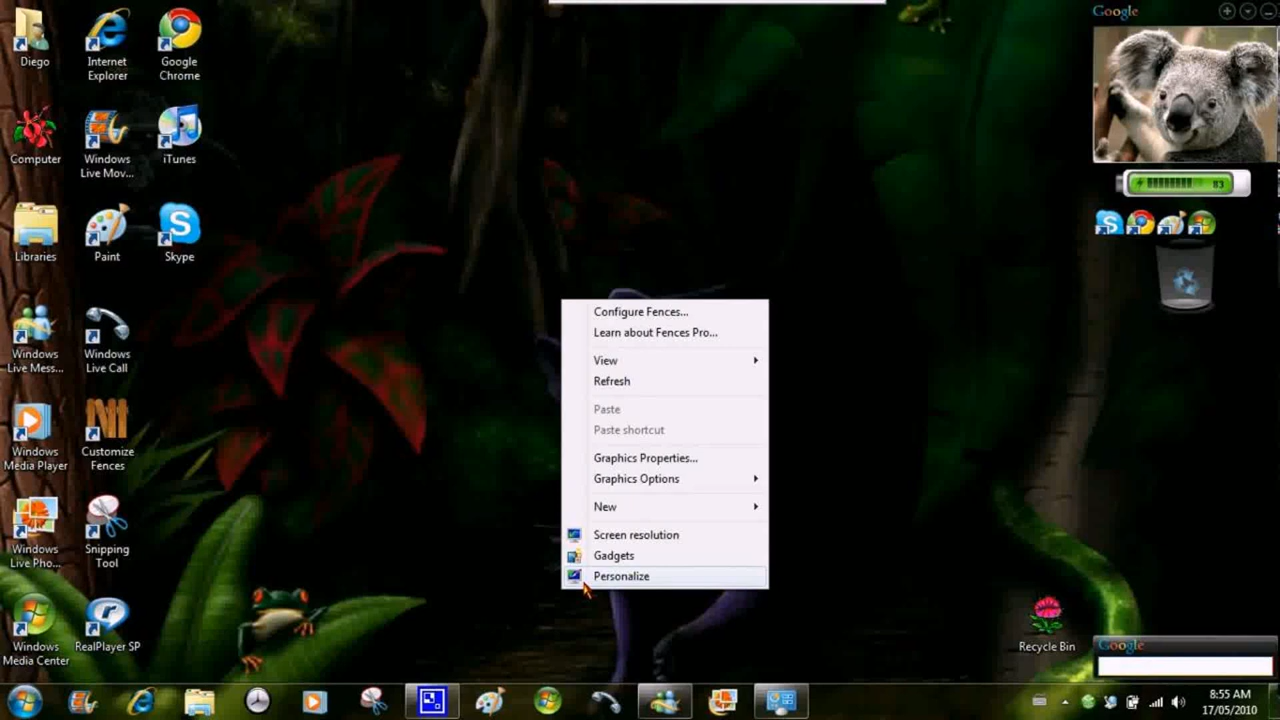 Diego
Internet
Explorer
Google
Chrome
Computer
Windows
Live Mov...
iTunes
Libraries
Paint
Skype
Windows
Live Mess...
Windows
Live Call
Windows
Media Player
Customize
Fences
Windows
Live Pho...
Snipping
Tool
Windows
Media Center
RealPlayer SP
Configure Fences...
Learn about Fences Pro...
View
Refresh
Paste
Paste shortcut
Graphics Properties...
Graphics Options
New
Screen resolution
Gadgets
Personalize
Google
83
Recycle Bin
Google
8:55 AM
17/05/2010